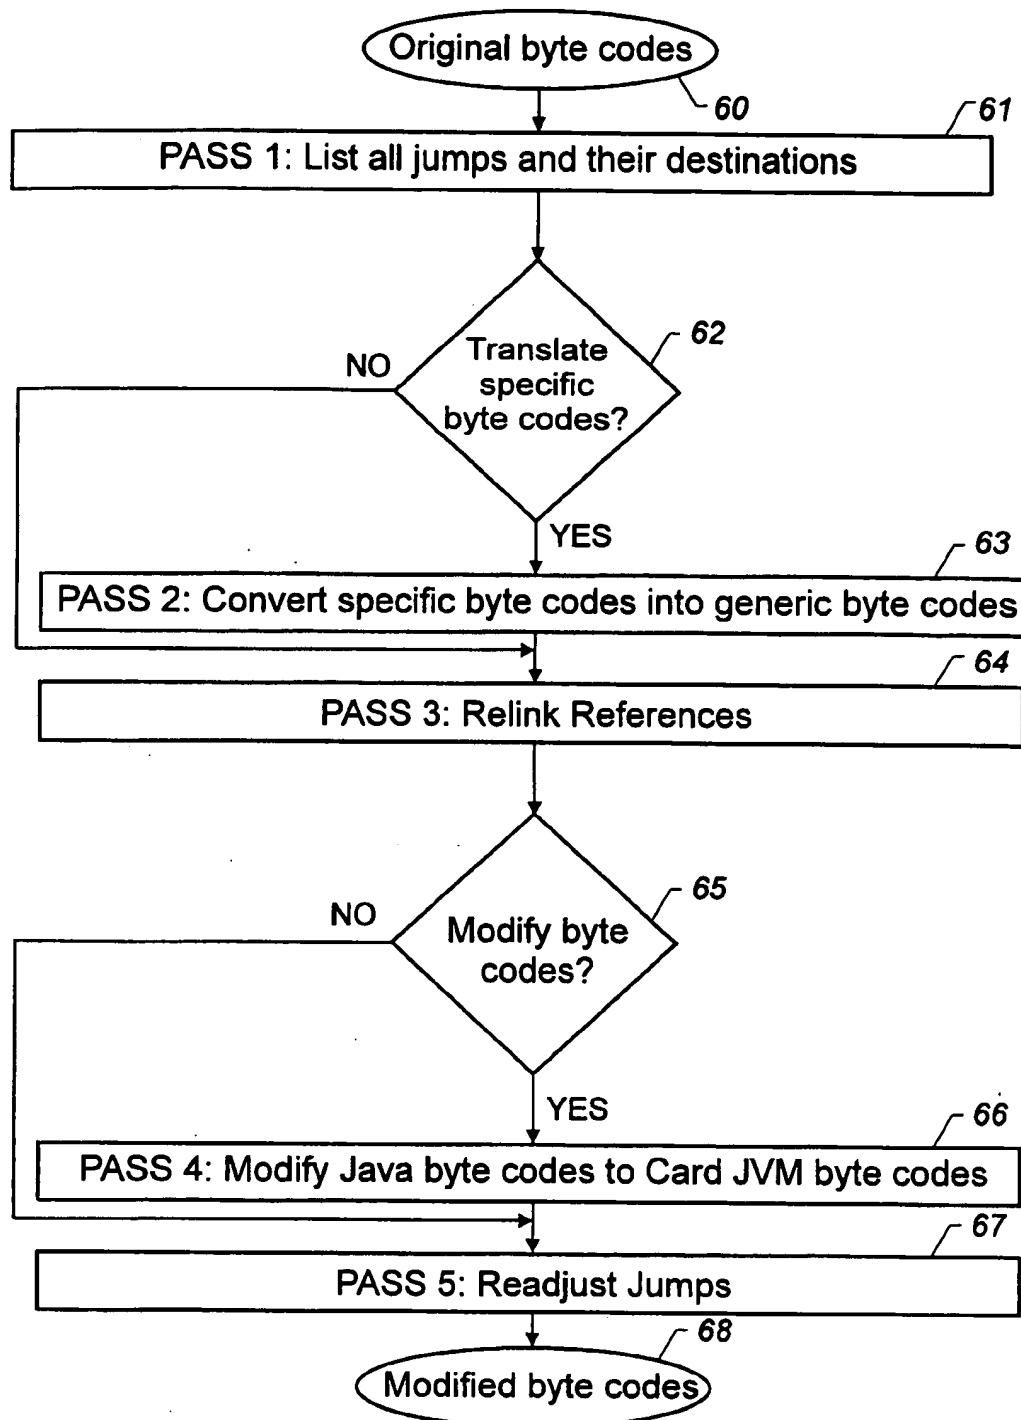 Original byte codes
60
61
PASS 1: List all jumps and their destinations
62
Translate
specific
byte codes?
NO
YES
63
PASS 2: Convert specific byte codes into generic byte codes
64
PASS 3: Relink References
65
NO
Modify byte
codes?
YES
66
PASS 4: Modify Java byte codes to Card JVM byte codes
67
PASS 5: Readjust Jumps
68
Modified byte codes